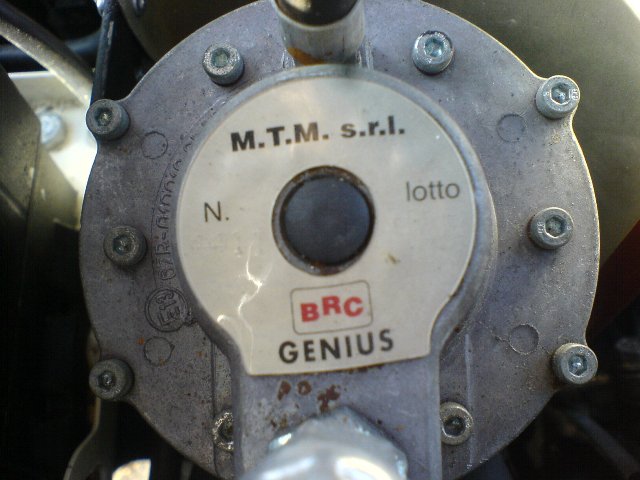 M.T.M. s.r.l.
N. lotto
BRC
GENIUS